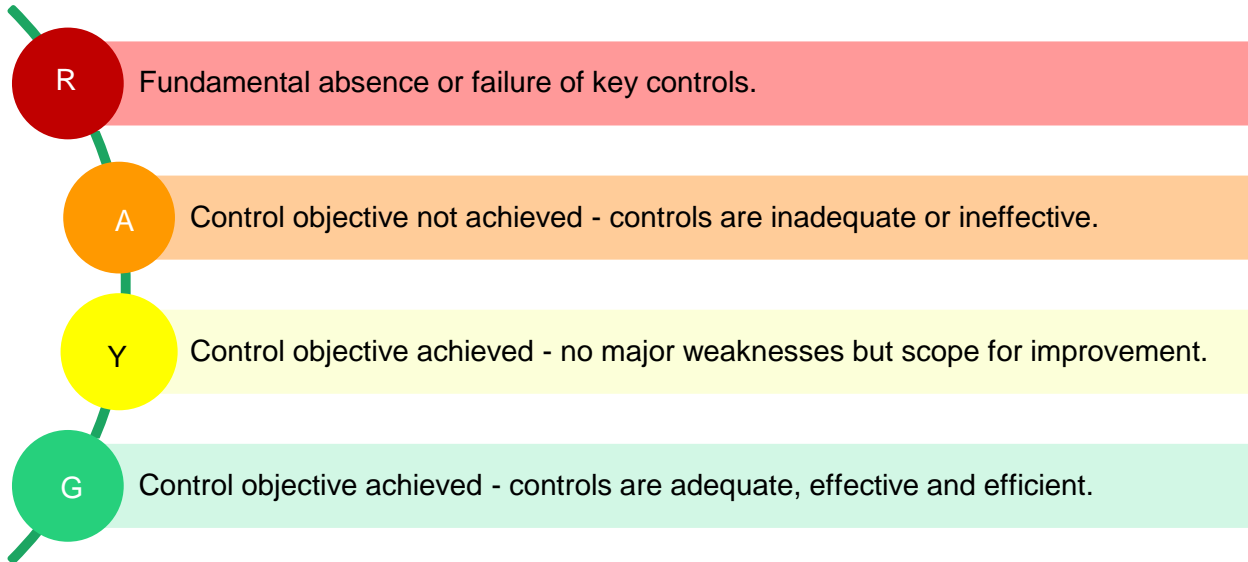 R
Fundamental absence or failure of key controls.
A
Control objective not achieved - controls are inadequate or ineffective.
Y
Control objective achieved - no major weaknesses but scope for improvement.
G
Control objective achieved - controls are adequate, effective and efficient.